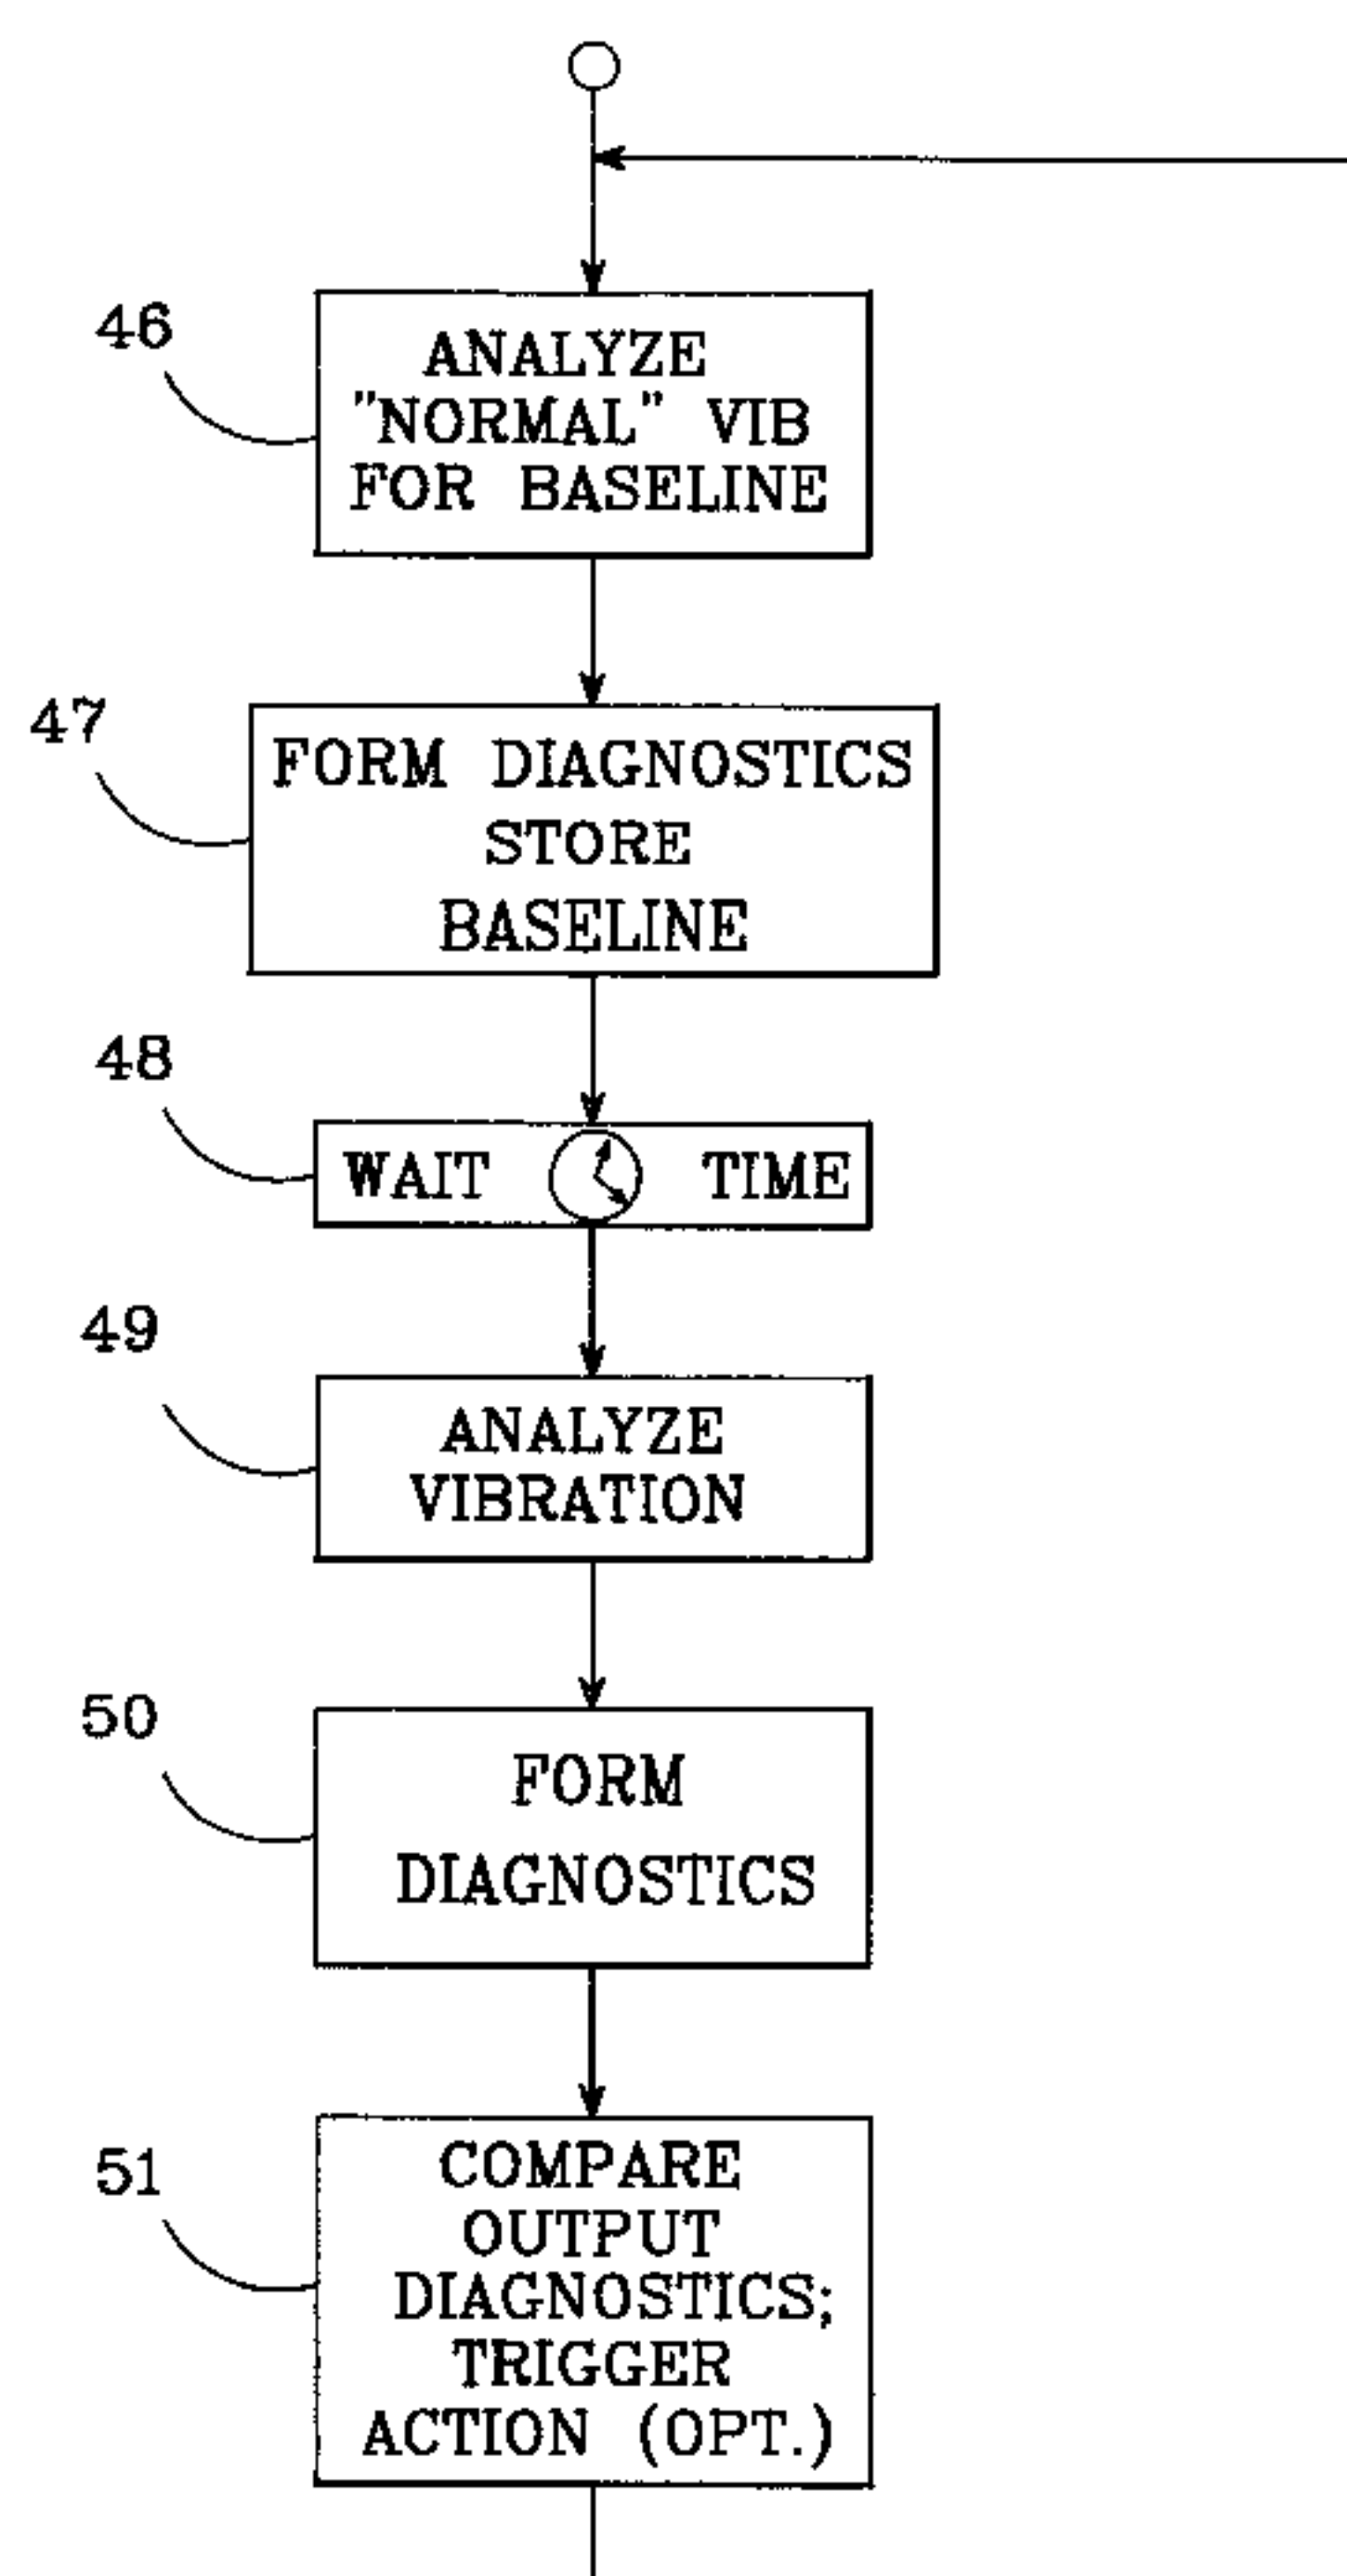 46
ANALYZE
"NORMAL" VIB
FOR BASELINE
47
FORM DIAGNOSTICS
STORE
BASELINE
48
WAIT TIME
49
ANALYZE
VIBRATION
50
FORM
DIAGNOSTICS
51
COMPARE
OUTPUT
DIAGNOSTICS;
TRIGGER
ACTION (OPT.)